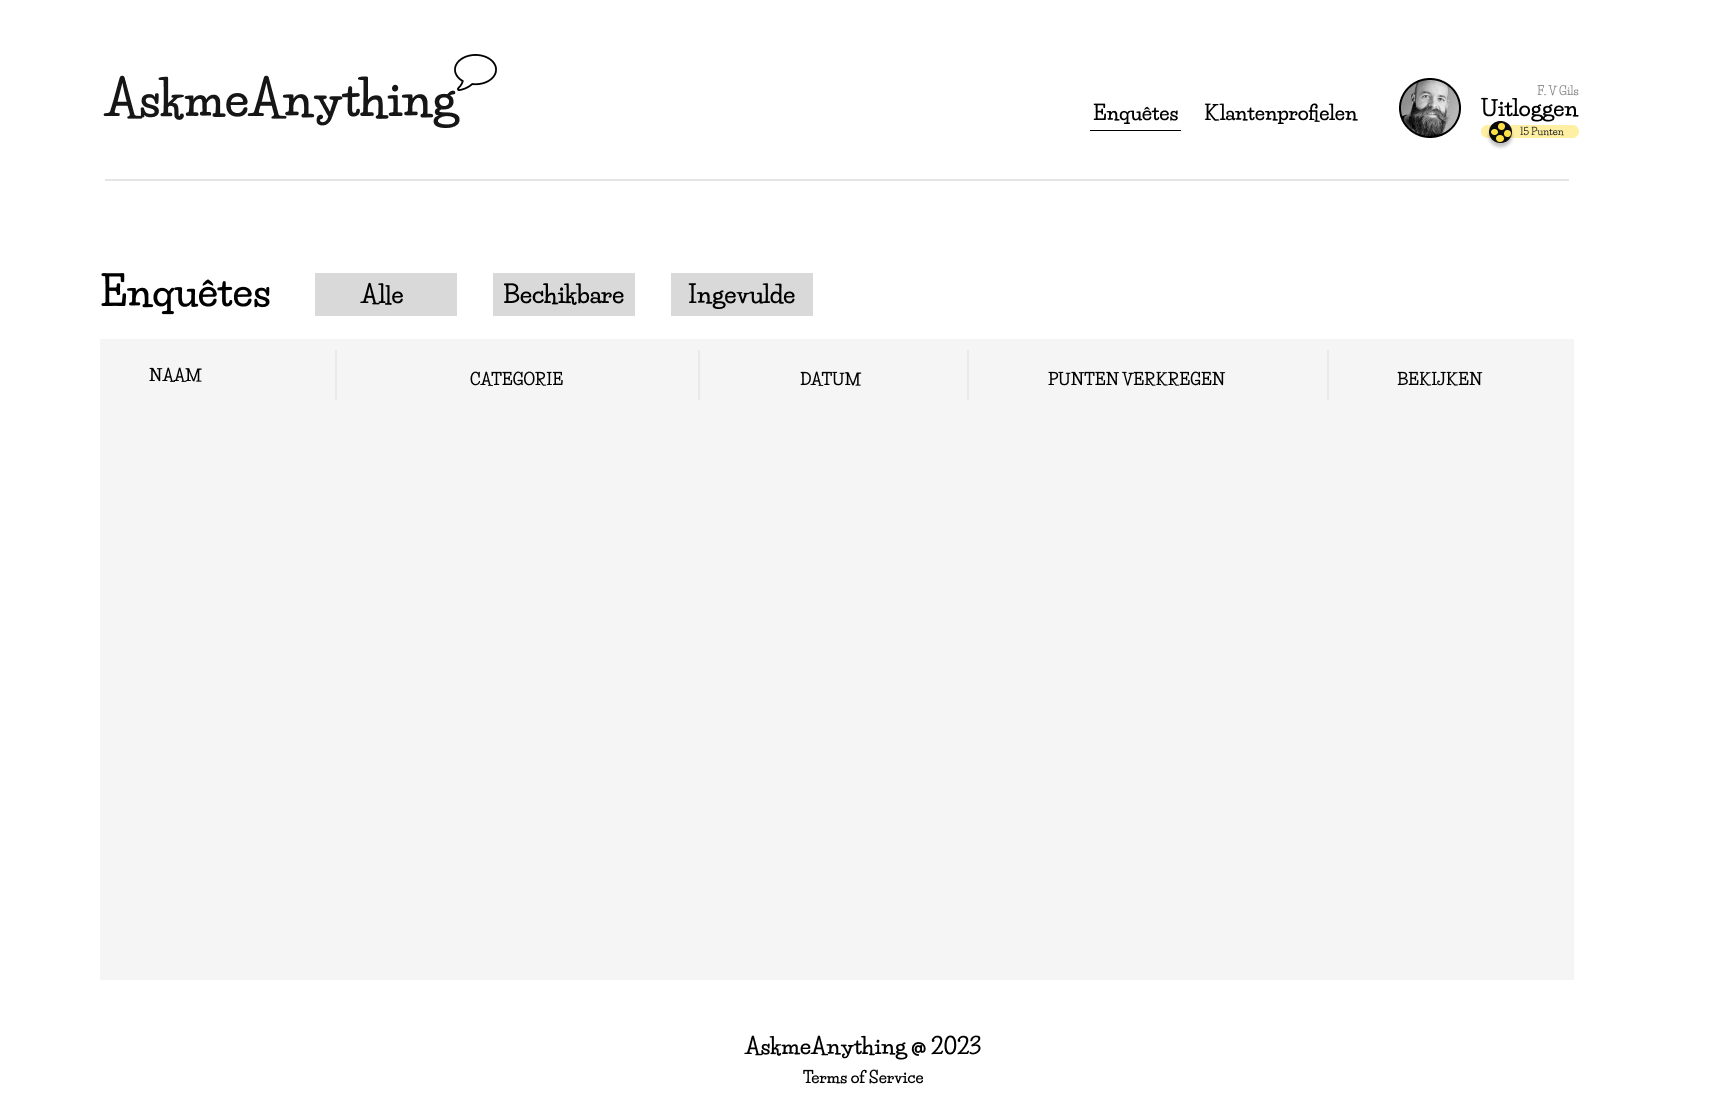 AskmeAnything
Enquêtes Klantenprofielen
F. V Gils
Uitloggen
15 Punten
Enquêtes Alle Bechikbare Ingevulde
NAAM CATEGORIE DATUM PUNTEN VERKREGEN BEKIJKEN
AskmeAnything @ 2023
Terms of Service